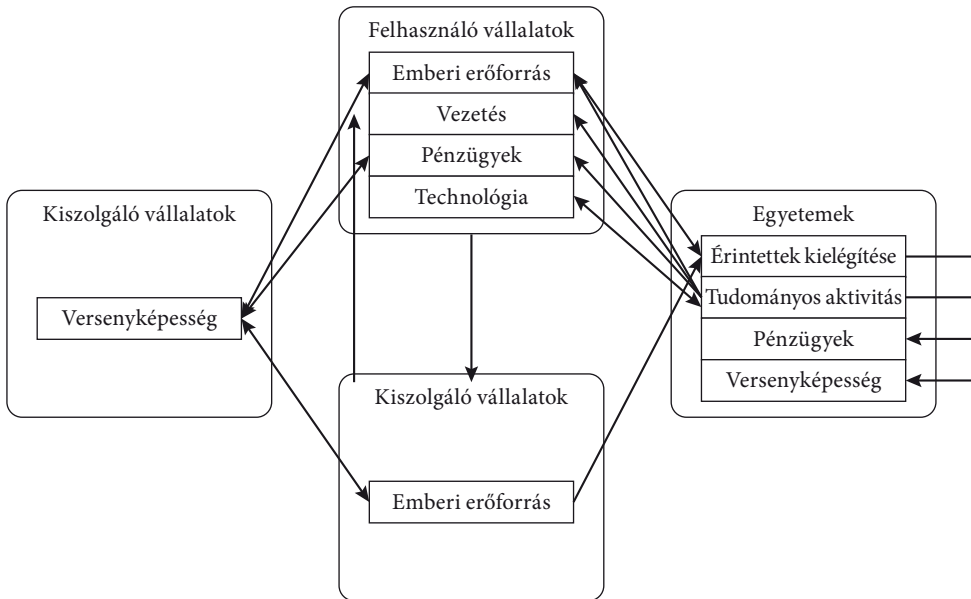 Felhasználó vállalatok
Emberi erőforrás
Vezetés
Pénzügyek
Technológia
Kiszolgáló vállalatok
Versenyképesség
Egyetemek
Érintettek kielégítése
Tudományos aktivitás
Pénzügyek
Versenyképesség
Kiszolgáló vállalatok
Emberi erőforrás